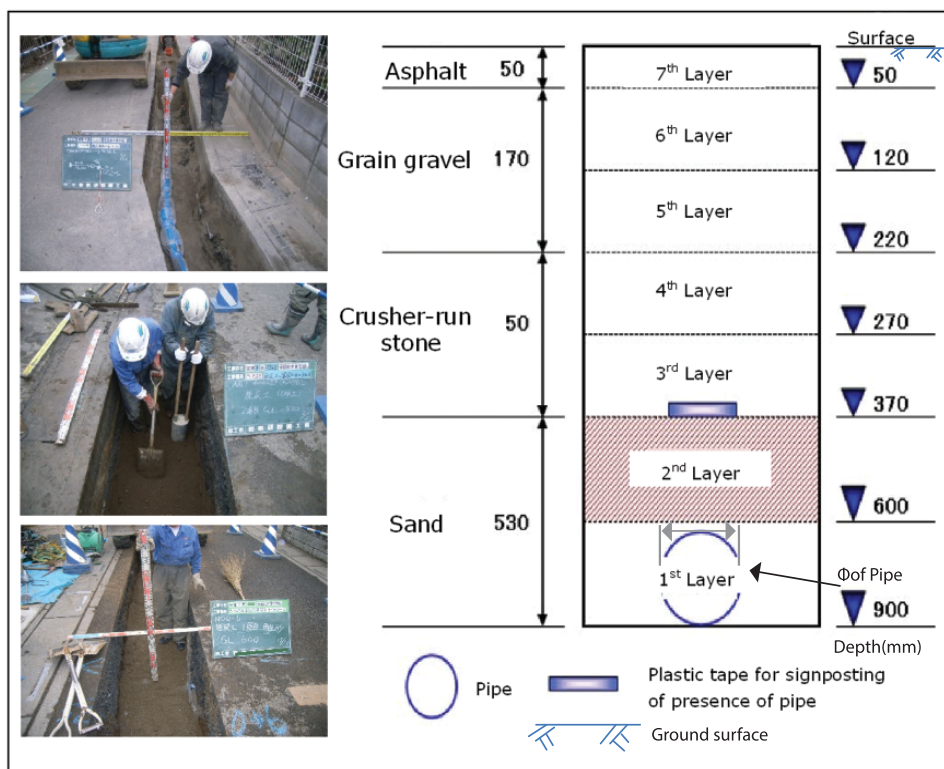 Surface
Asphalt 50
7th Layer
50
Grain gravel 170
6th Layer
120
5th Layer
220
Crusher-run
stone
50
4th Layer
270
3rd Layer
370
Sand 530
2nd Layer
600
1st Layer
Φof Pipe
900
Depth(mm)
Pipe
Plastic tape for signposting
of presence of pipe
Ground surface